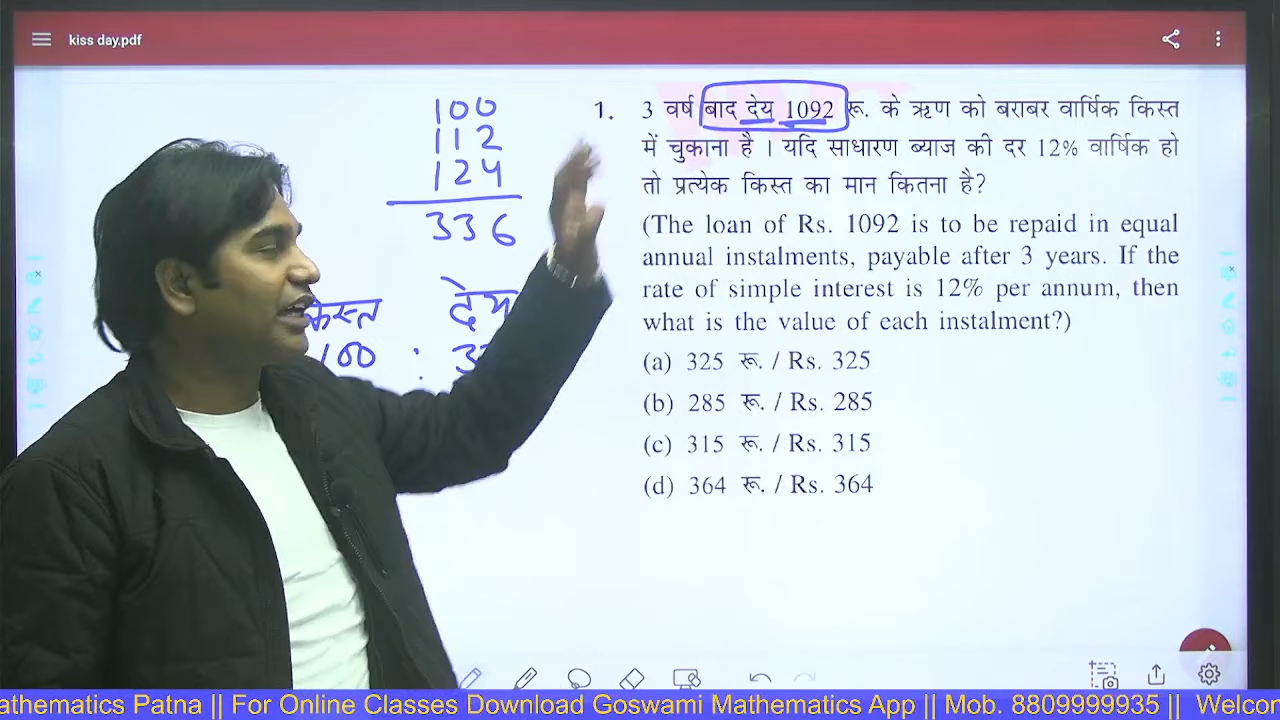 kiss day.pdf
100
112
124
336
किस्त देय
100 :
1. 3 वर्ष बाद देय 1092 रू. के ऋण को बराबर वार्षिक किस्त
में चुकाना है । यदि साधारण ब्याज की दर 12% वार्षिक हो
तो प्रत्येक किस्त का मान कितना है?
(The loan of Rs. 1092 is to be repaid in equal
annual instalments, payable after 3 years. If the
rate of simple interest is 12% per annum, then
what is the value of each instalment?)
(a) 325 रू. / Rs. 325
(b) 285 रू. / Rs. 285
(c) 315 रू. / Rs. 315
(d) 364 रू. / Rs. 364
athematics Patna || For Online Classes Download Goswami Mathematics App || Mob. 8809999935 || Welcor